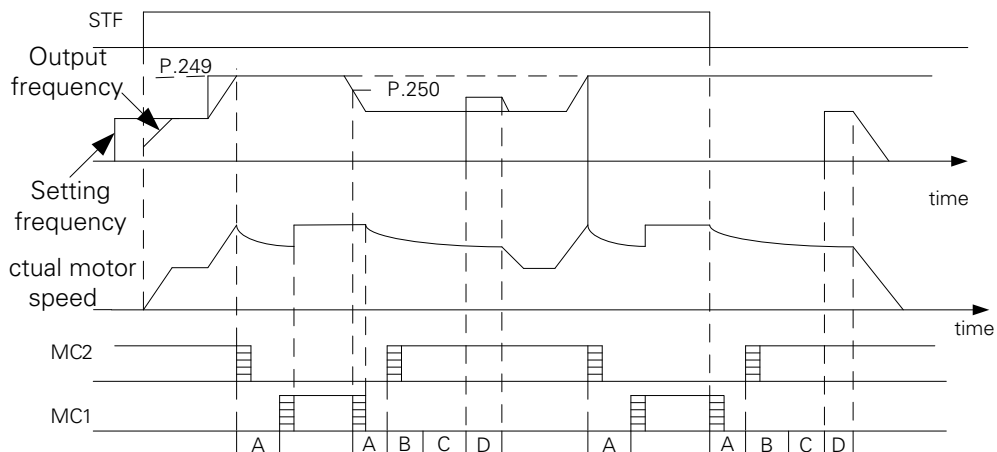 STF
Output
frequency
P.249
P.250
Setting
frequency
time
ctual motor
speed
time
MC2
MC1
A A B C D A A B C D